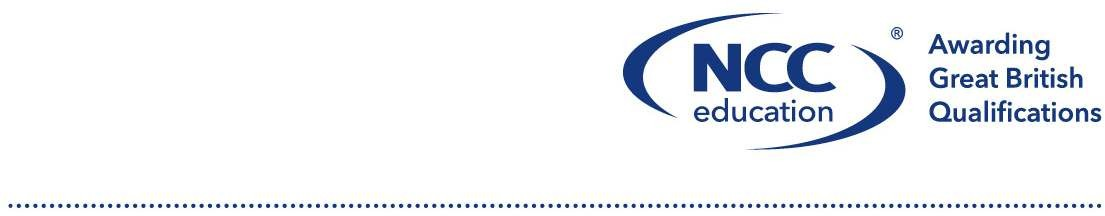 NCC
education
®
Awarding
Great British
Qualifications